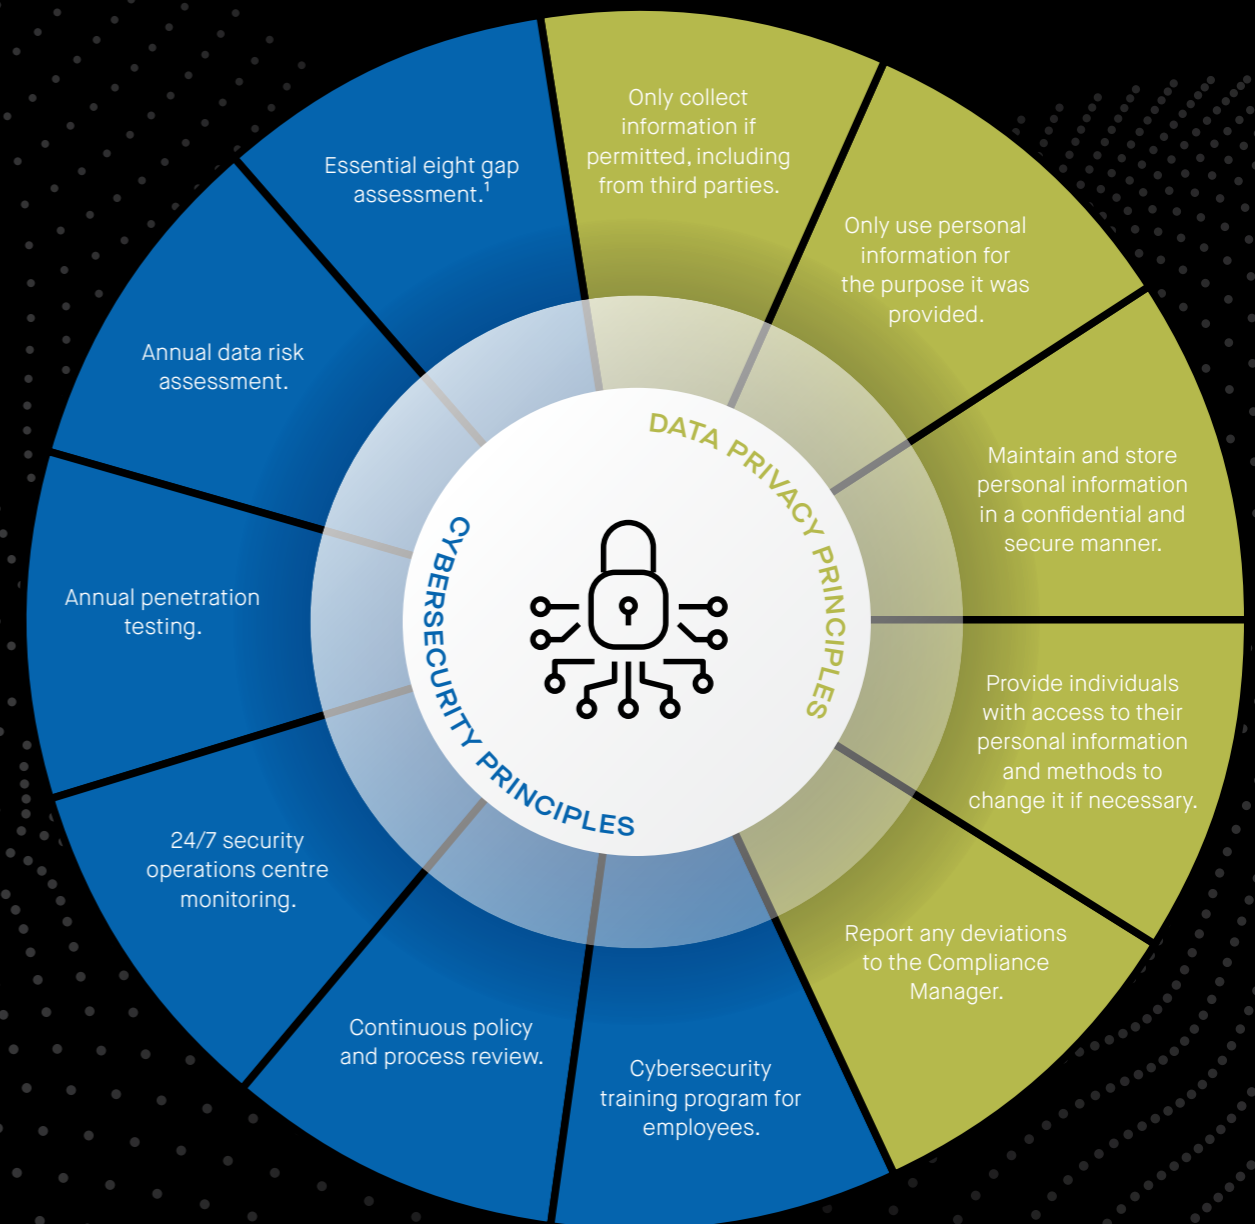 Only collect
information if
permitted, including
from third parties.
Only use personal
information for
the purpose it was
provided.
Maintain and store
personal information
in a confidential and
secure manner.
Provide individuals
with access to their
personal information
and methods to
change it if necessary.
Report any deviations
to the Compliance
Manager.
Cybersecurity
training program for
employees.
Continuous policy
and process review.
24/7 security
operations centre
monitoring.
Annual penetration
testing.
Annual data risk
assessment.
Essential eight gap
assessment.¹
DATA PRIVACY PRINCIPLES
CYBERSECURITY PRINCIPLES